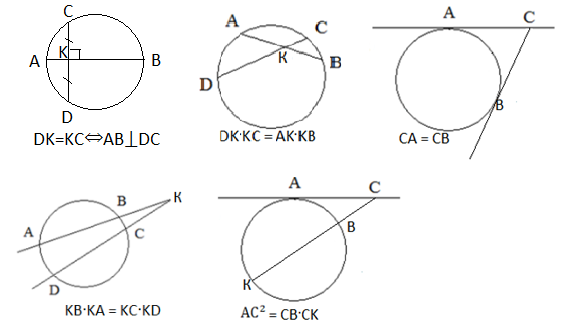 C
K
A
B
D
DK=KC⇔AB⊥DC
A
C
K
B
D
DK·KC = AK·KB
A
C
B
CA = CB
K
B
A
C
D
KB·KA = KC·KD
A
C
B
K
AC² = CB·CK